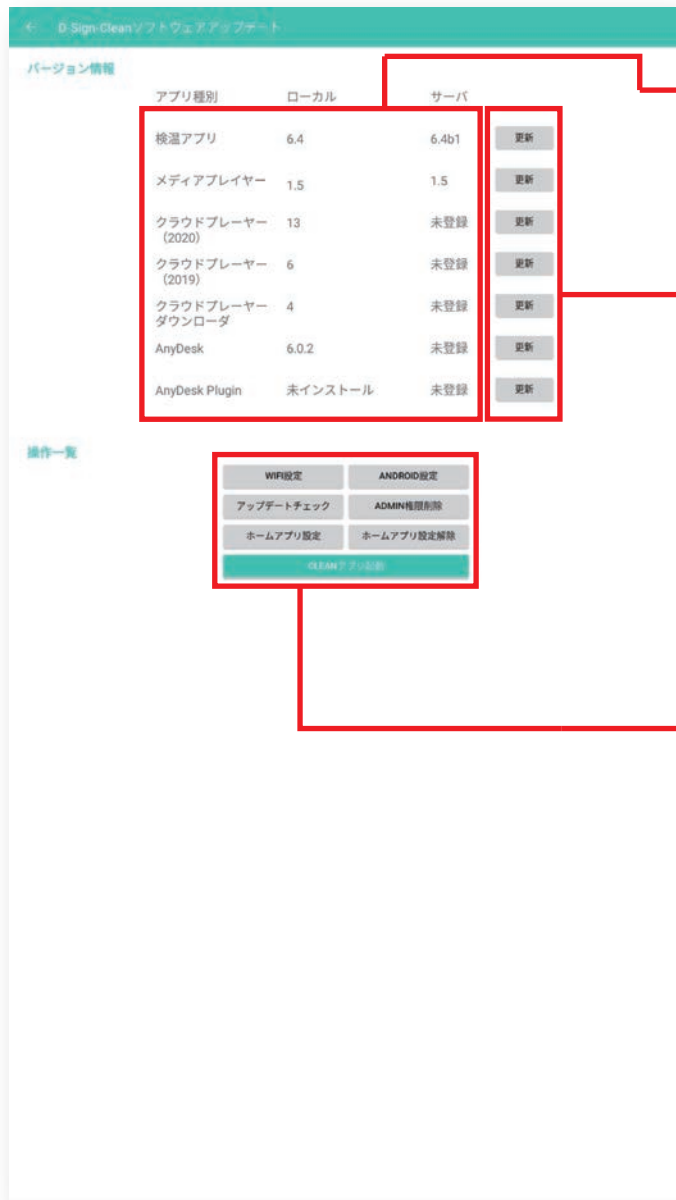 ← D-Sign-Cleanソフトウェアアップデート
バージョン情報
アプリ種別 ローカル サーバ
検温アプリ 6.4 6.4b1 更新
メディアプレイヤー 1.5 1.5 更新
クラウドプレーヤー 13 未登録 更新
(2020)
クラウドプレーヤー 6 未登録 更新
(2019)
クラウドプレーヤー 4 未登録 更新
ダウンローダ
AnyDesk 6.0.2 未登録 更新
AnyDesk Plugin 未インストール 未登録 更新
操作一覧
WIFI設定 ANDROID設定
アップデートチェック ADMIN権限削除
ホームアプリ設定 ホームアプリ設定解除
CLEANアプリ起動